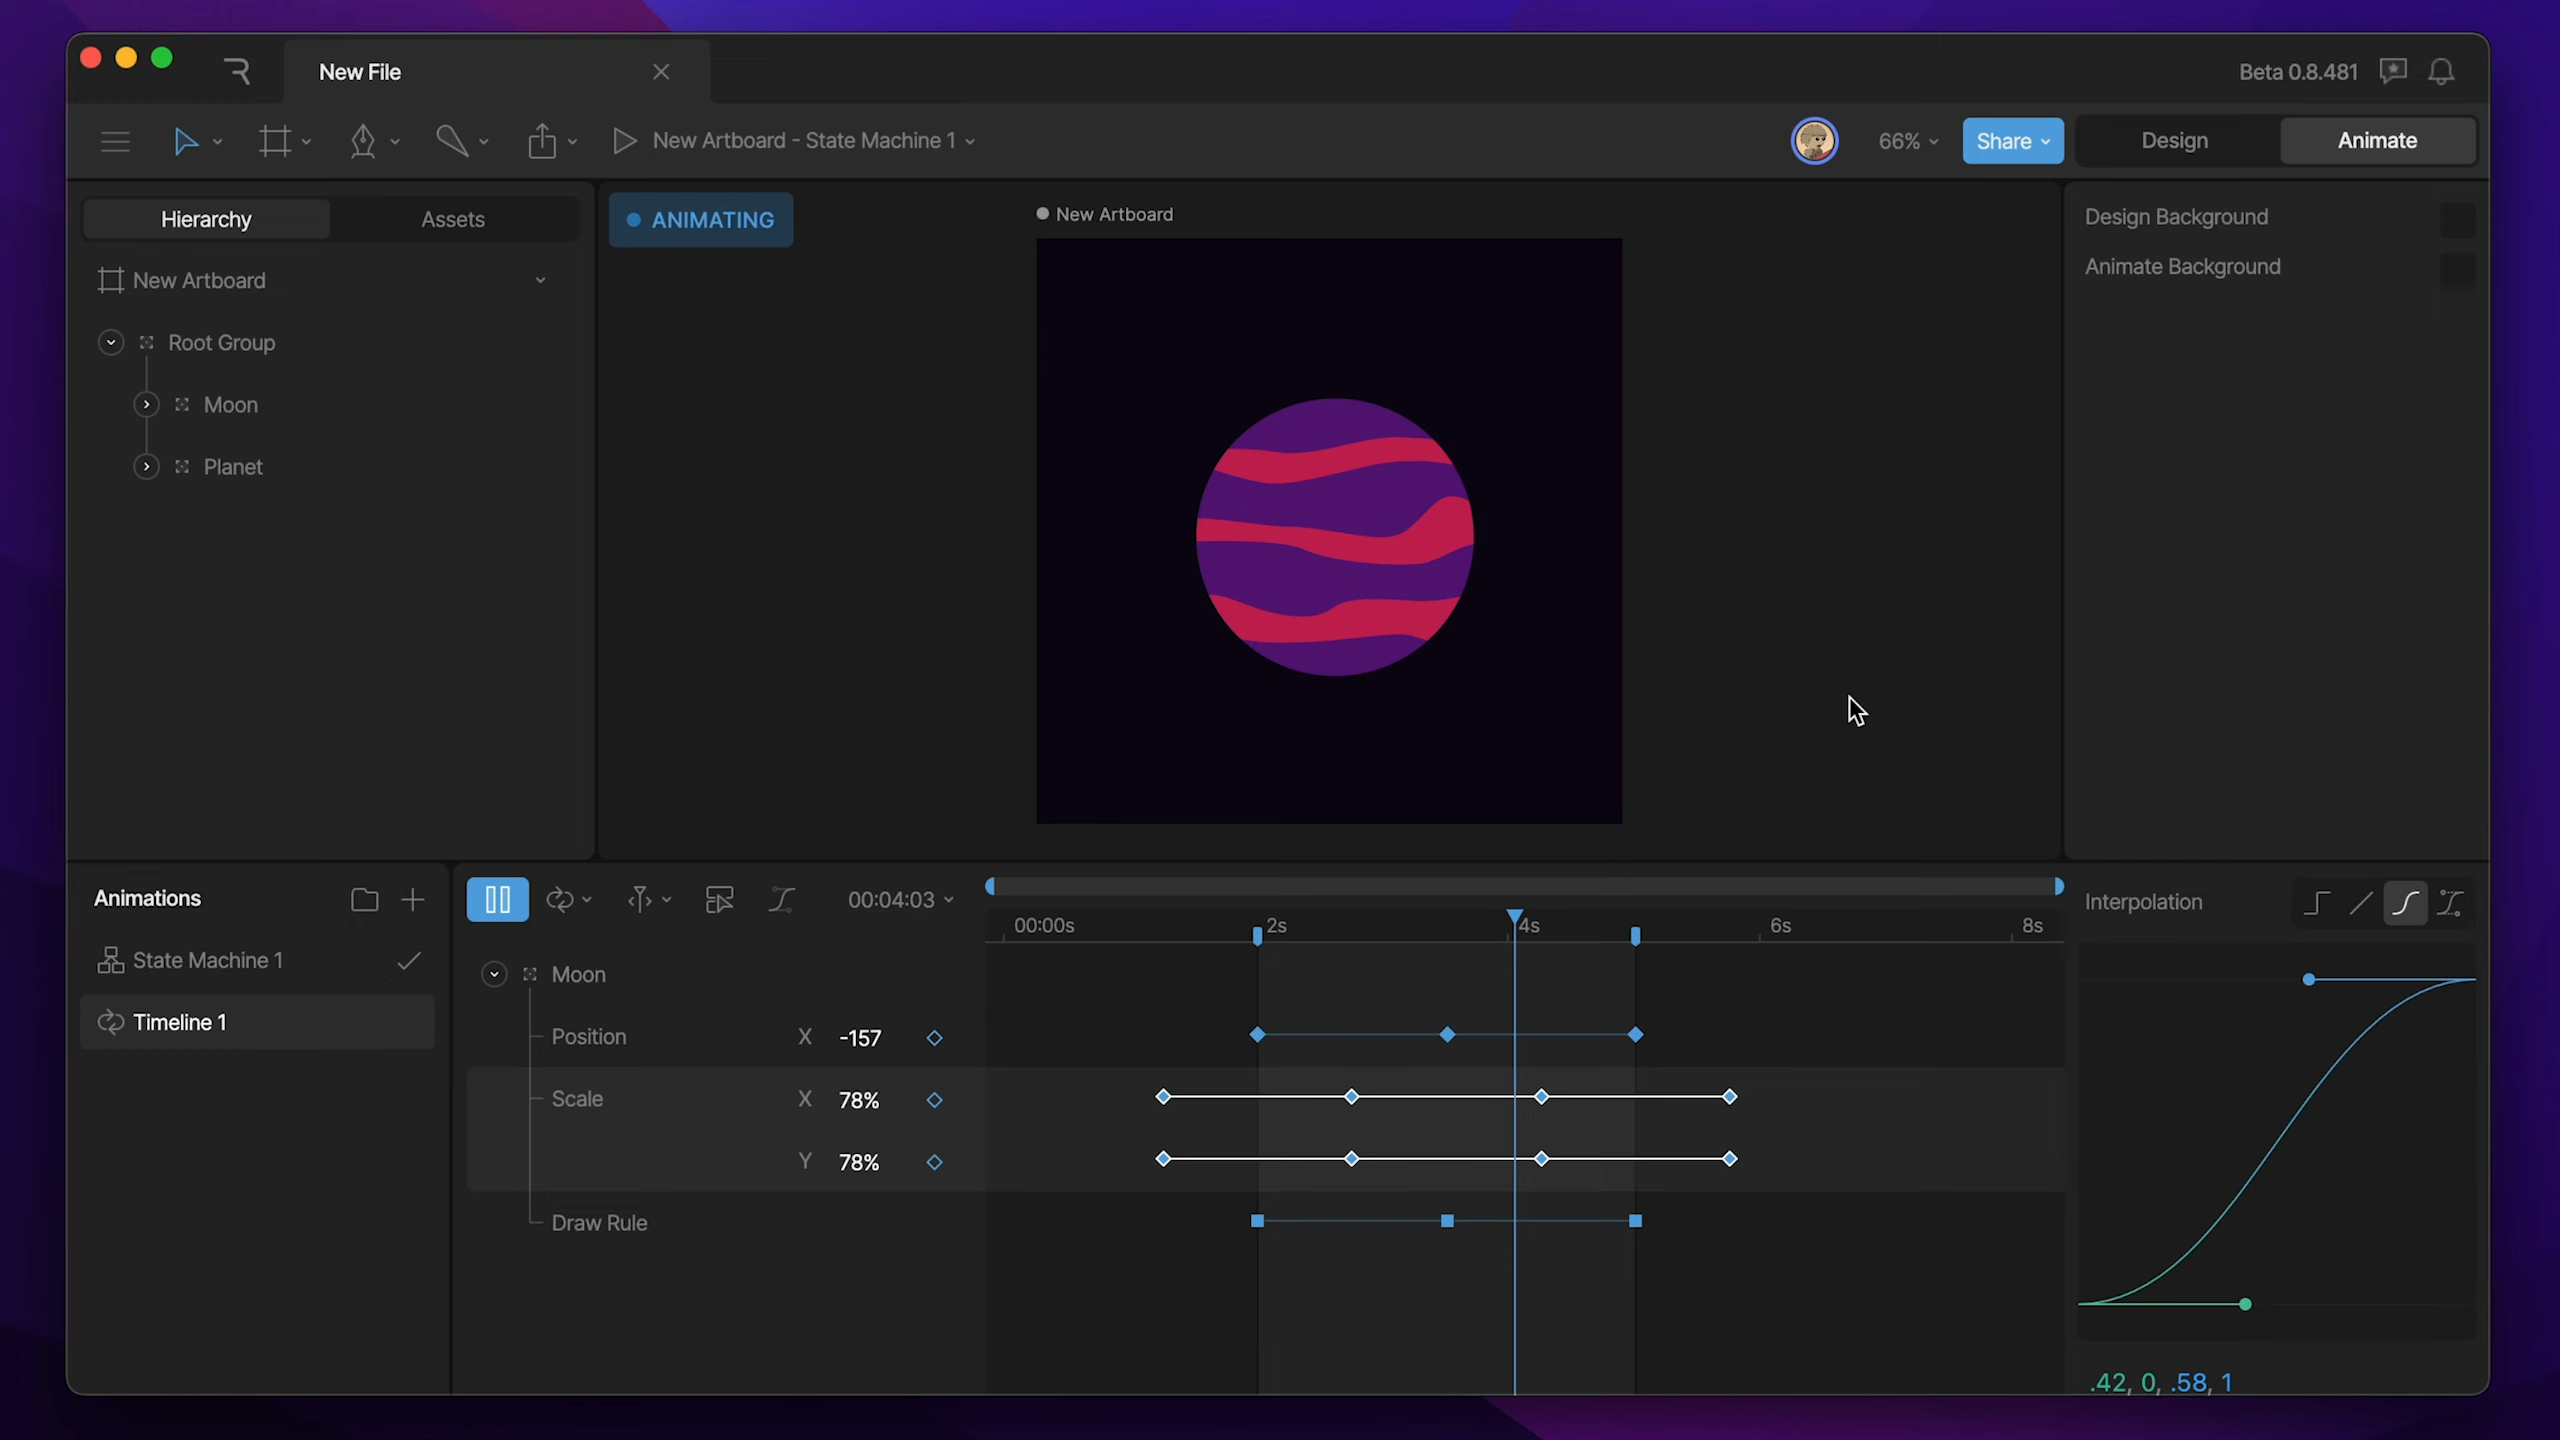 New File
Beta 0.8.481
New Artboard - State Machine 1
66%
Share
Design
Animate
Hierarchy
Assets
ANIMATING
New Artboard
Design Background
Animate Background
New Artboard
Root Group
Moon
Planet
Animations
00:04:03
Interpolation
00:00s
2s
4s
6s
8s
State Machine 1
Timeline 1
Moon
Position X -157
Scale X 78%
Y 78%
Draw Rule
.42, 0, .58, 1